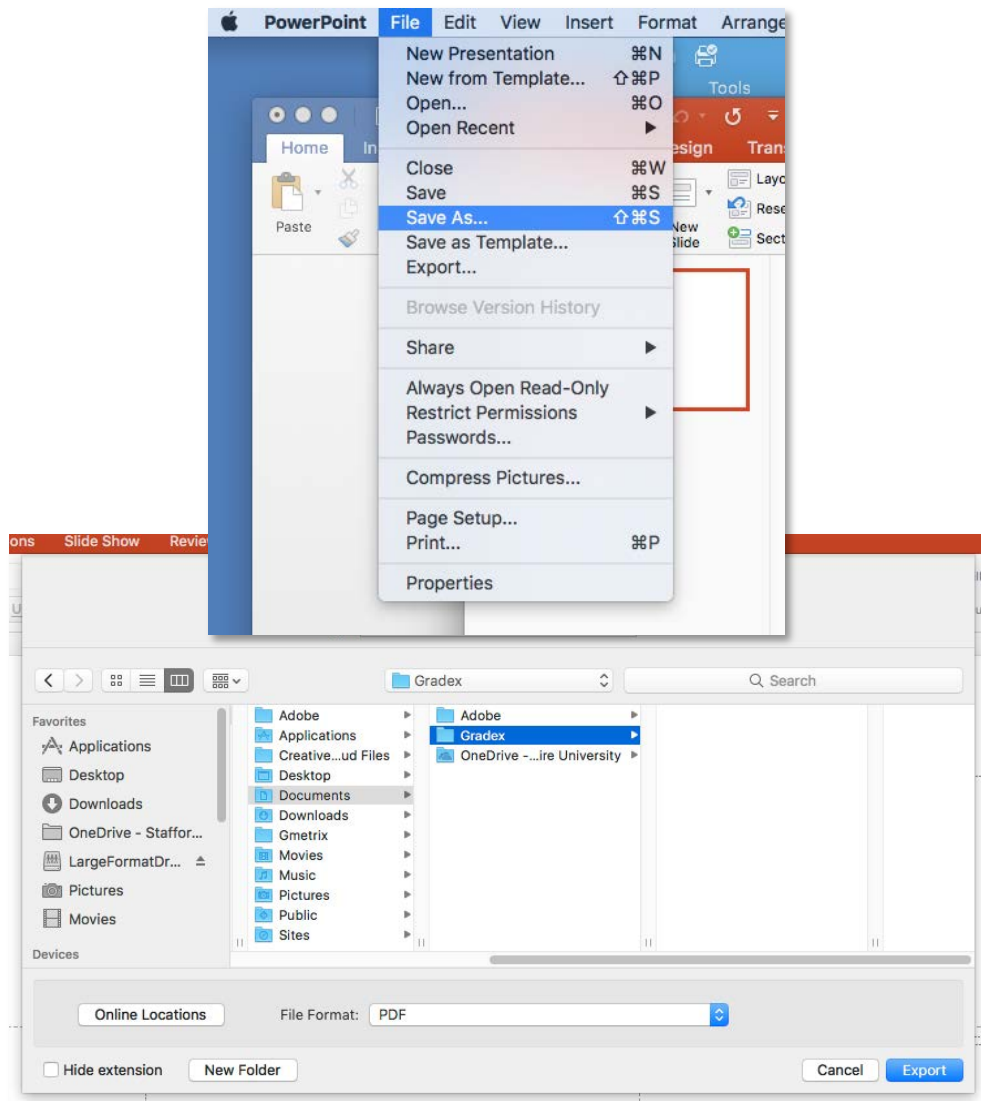 PowerPoint File Edit View Insert Format Arrange
New Presentation ⌘N
New from Template... ⇧⌘P
Tools
Open... ⌘O
Open Recent ▶
Home In esign Tran
Close ⌘W
Layo
Save ⌘S
Rese
Save As... ⇧⌘S
Paste
New
Slide
Sect
Save as Template...
Export...
Browse Version History
Share ▶
Always Open Read-Only
Restrict Permissions ▶
Passwords...
Compress Pictures...
Page Setup...
Print... ⌘P
Properties
ons Slide Show Review
U
Gradex
Search
Favorites
Applications
Desktop
Downloads
OneDrive - Staffor...
LargeFormatDr...
Pictures
Movies
Devices
Adobe
Applications
Creative...ud Files
Desktop
Documents
Downloads
Gmetrix
Movies
Music
Pictures
Public
Sites
Adobe
Gradex
OneDrive -...ire University
Online Locations File Format: PDF
Hide extension New Folder Cancel Export